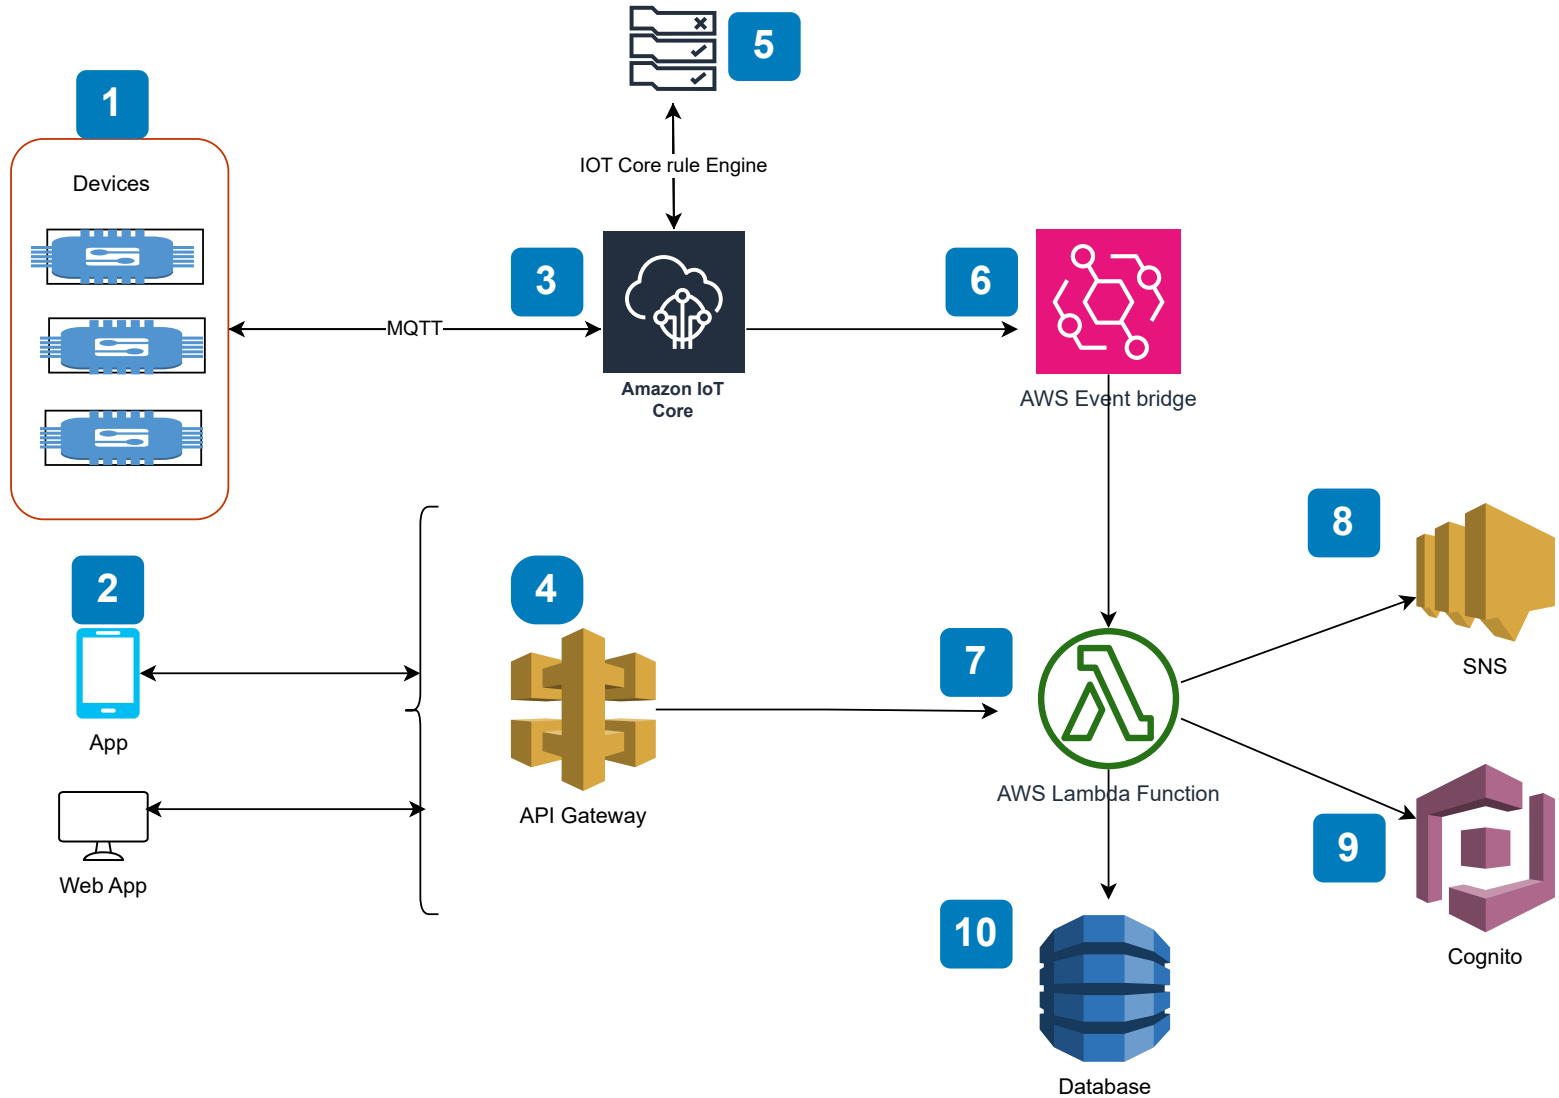 5
1
IOT Core rule Engine
Devices
3
6
MQTT
Amazon IoT
Core
AWS Event bridge
8
2
4
7
SNS
App
AWS Lambda Function
API Gateway
9
Web App
10
Cognito
Database